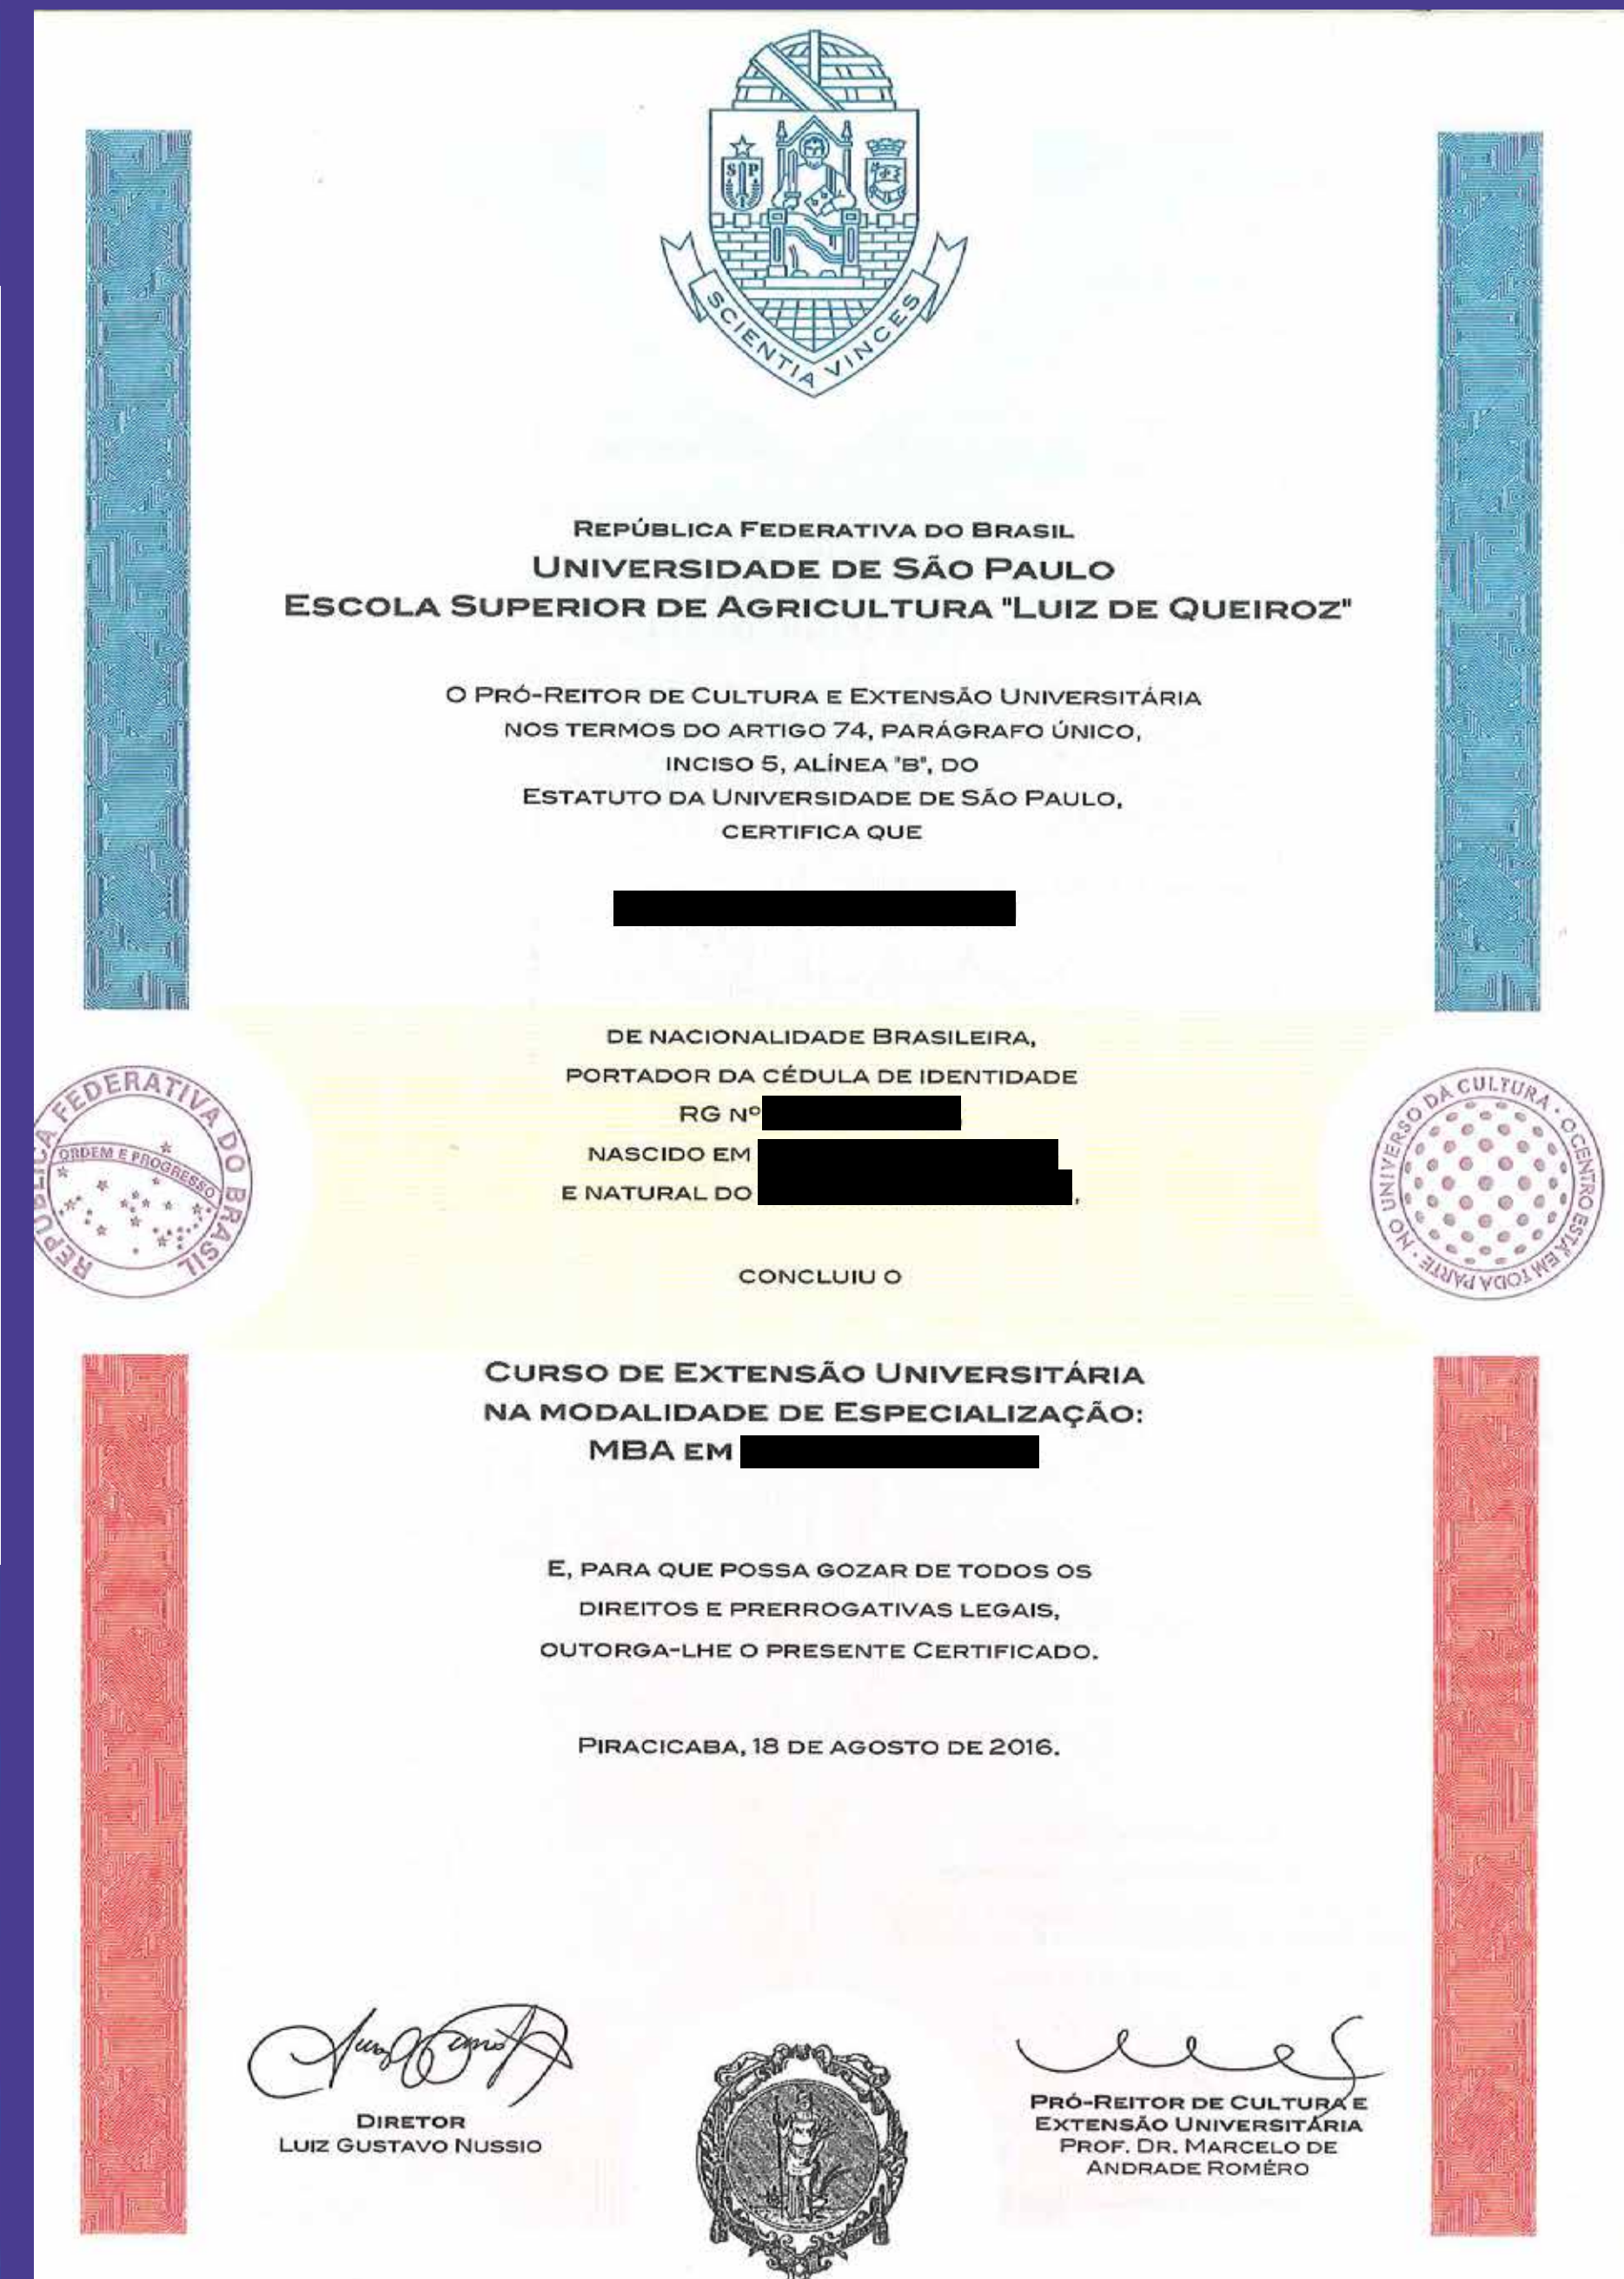 SCIENTIA VINCES
REPÚBLICA FEDERATIVA DO BRASIL
UNIVERSIDADE DE SÃO PAULO
ESCOLA SUPERIOR DE AGRICULTURA "LUIZ DE QUEIROZ"
O PRÓ-REITOR DE CULTURA E EXTENSÃO UNIVERSITÁRIA
NOS TERMOS DO ARTIGO 74, PARÁGRAFO ÚNICO,
INCISO 5, ALÍNEA "B", DO
ESTATUTO DA UNIVERSIDADE DE SÃO PAULO,
CERTIFICA QUE
DE NACIONALIDADE BRASILEIRA,
PORTADOR DA CÉDULA DE IDENTIDADE
RG Nº
NASCIDO EM
E NATURAL DO ,
REPÚBLICA FEDERATIVA DO BRASIL
ORDEM E PROGRESSO
NO UNIVERSO DA CULTURA · O CENTRO ESTÁ EM TODA PARTE ·
CONCLUIU O
CURSO DE EXTENSÃO UNIVERSITÁRIA
NA MODALIDADE DE ESPECIALIZAÇÃO:
MBA EM
E, PARA QUE POSSA GOZAR DE TODOS OS
DIREITOS E PRERROGATIVAS LEGAIS,
OUTORGA-LHE O PRESENTE CERTIFICADO.
PIRACICABA, 18 DE AGOSTO DE 2016.
DIRETOR
LUIZ GUSTAVO NUSSIO
PRÓ-REITOR DE CULTURA E
EXTENSÃO UNIVERSITÁRIA
PROF. DR. MARCELO DE
ANDRADE ROMÉRO